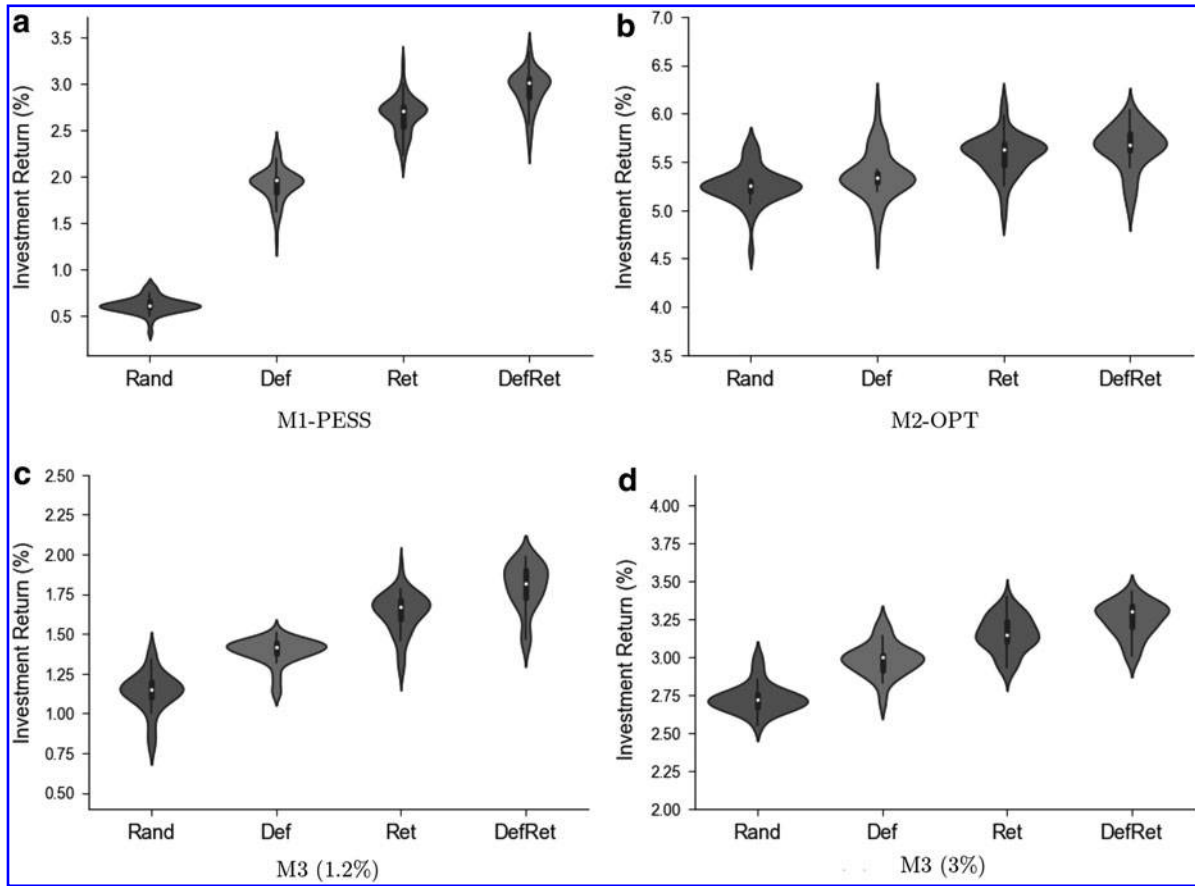 a
Investment Return (%)
3.5
3.0
2.5
2.0
1.5
1.0
0.5
Rand Def Ret DefRet
M1-PESS
b
Investment Return (%)
7.0
6.5
6.0
5.5
5.0
4.5
4.0
3.5
Rand Def Ret DefRet
M2-OPT
c
Investment Return (%)
2.50
2.25
2.00
1.75
1.50
1.25
1.00
0.75
0.50
Rand Def Ret DefRet
M3 (1.2%)
d
Investment Return (%)
4.00
3.75
3.50
3.25
3.00
2.75
2.50
2.25
2.00
Rand Def Ret DefRet
M3 (3%)